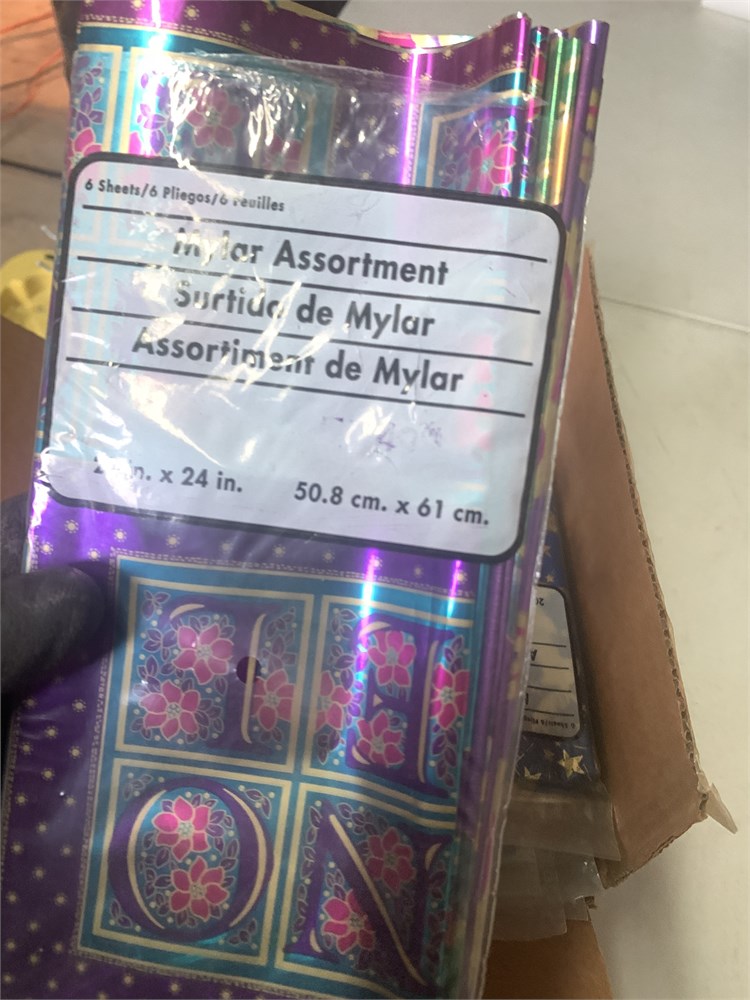 6 Sheets/6 Pliegos/6 Feuilles
Mylar Assortment
Surtido de Mylar
Assortiment de Mylar
in. x 24 in.
50.8 cm. x 61 cm.
I E
O N